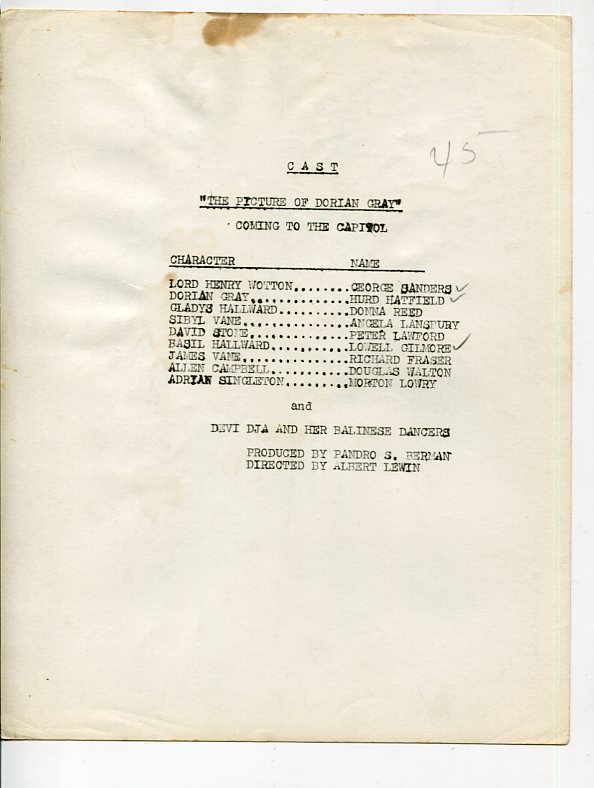 45
C A S T
"THE PICTURE OF DORIAN GRAY"
COMING TO THE CAPITOL
CHARACTER NAME
LORD HENRY WOTTON........GEORGE SANDERS ✓
DORIAN GRAY..............HURD HATFIELD ✓
GLADYS HALLWARD..........DONNA REED
SIBYL VANE...............ANGELA LANSBURY
DAVID STONE..............PETER LAWFORD
BASIL HALLWARD...........LOWELL GILMORE ✓
JAMES VANE...............RICHARD FRASER
ALLEN CAMPBELL...........DOUGLAS WALTON
ADRIAN SINGLETON.........MORTON LOWRY
and
DEVI DJA AND HER BALINESE DANCERS
PRODUCED BY PANDRO S. BERMAN
DIRECTED BY ALBERT LEWIN